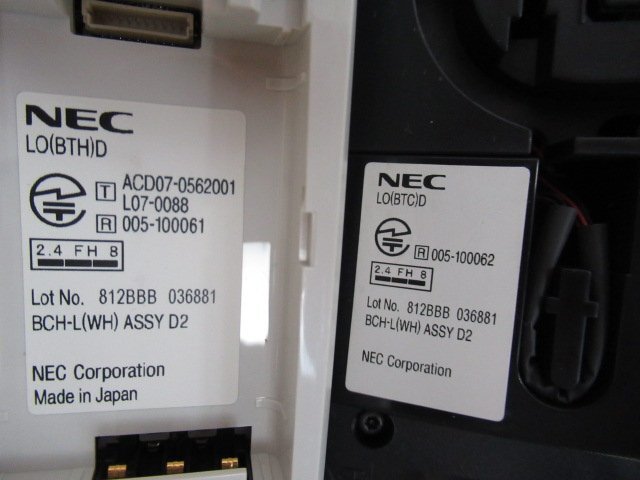 NEC
LO(BTH)D
T ACD07-0562001
L07-0088
R 005-100061
2.4 FH 8
Lot No. 812BBB 036881
BCH-L(WH) ASSY D2
NEC Corporation
Made in Japan
NEC
LO(BTC)D
R 005-100062
2.4 FH 8
Lot No. 812BBB 036881
BCH-L(WH) ASSY D2
NEC Corporation